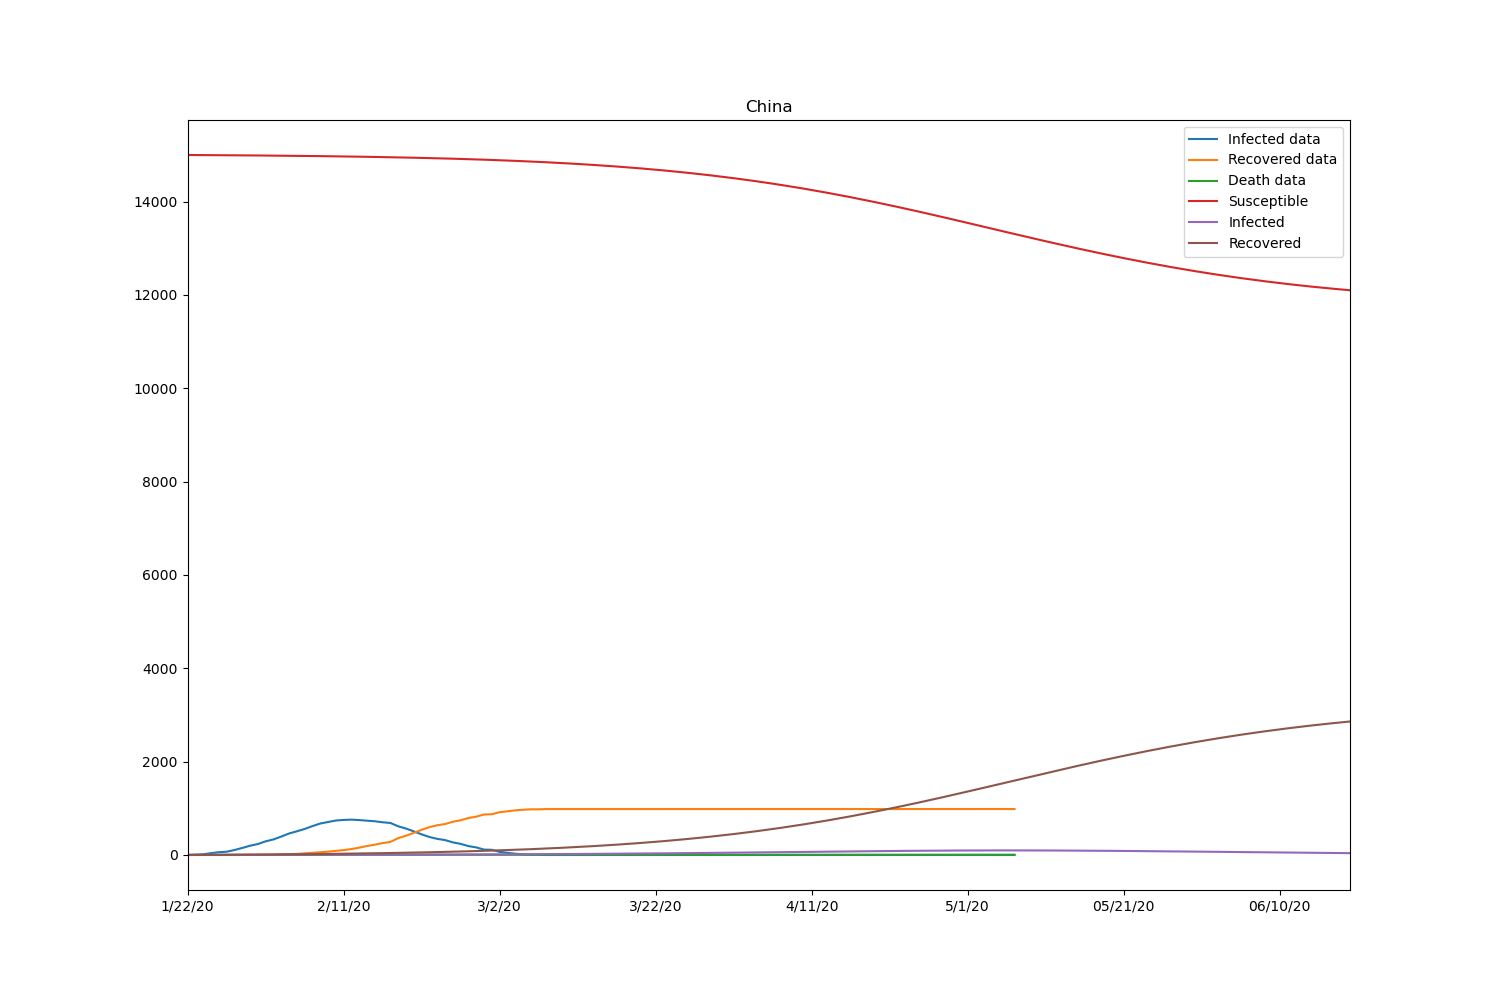 China
Infected data
Recovered data
Death data
Susceptible
Infected
Recovered
14000
12000
10000
8000
6000
4000
2000
0
1/22/20 2/11/20 3/2/20 3/22/20 4/11/20 5/1/20 05/21/20 06/10/20